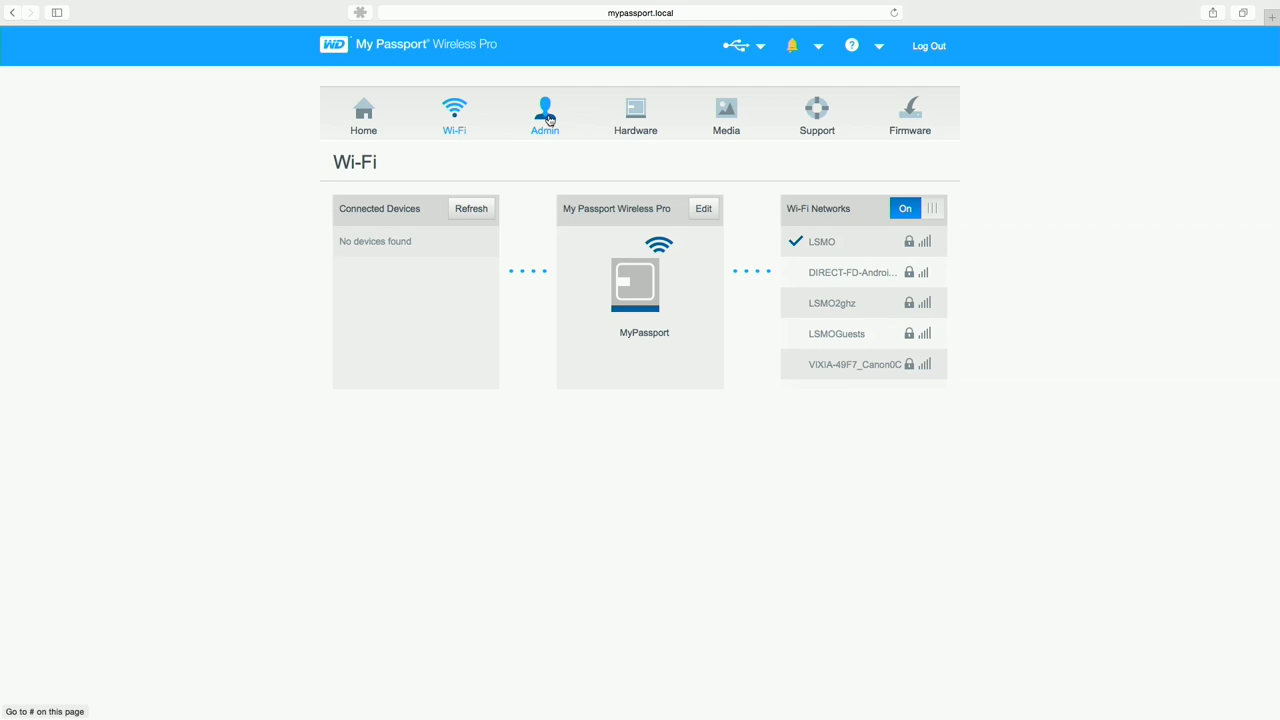 mypassport.local
WD My Passport® Wireless Pro
Log Out
Home
Wi-Fi
Admin
Hardware
Media
Support
Firmware
Wi-Fi
Connected Devices
Refresh
No devices found
My Passport Wireless Pro
Edit
MyPassport
Wi-Fi Networks
On
LSMO
DIRECT-FD-Androi...
LSMO2ghz
LSMOGuests
VIXIA-49F7_Canon0C
Go to # on this page